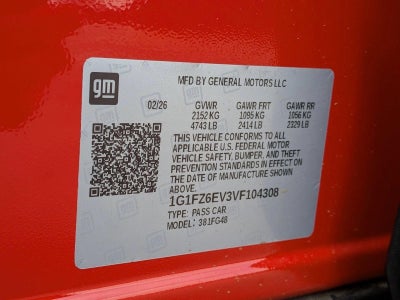 gm
MFD BY GENERAL MOTORS LLC
02/26 GVWR GAWR FRT GAWR RR
2152 KG 1095 KG 1056 KG
4743 LB 2414 LB 2329 LB
THIS VEHICLE CONFORMS TO ALL
APPLICABLE U.S. FEDERAL MOTOR
VEHICLE SAFETY, BUMPER, AND THEFT
PREVENTION STANDARDS IN EFFECT ON
THE DATE OF MANUFACTURE SHOWN
ABOVE.
1G1FZ6EV3VF104308
TYPE: PASS CAR
MODEL: 381FG48